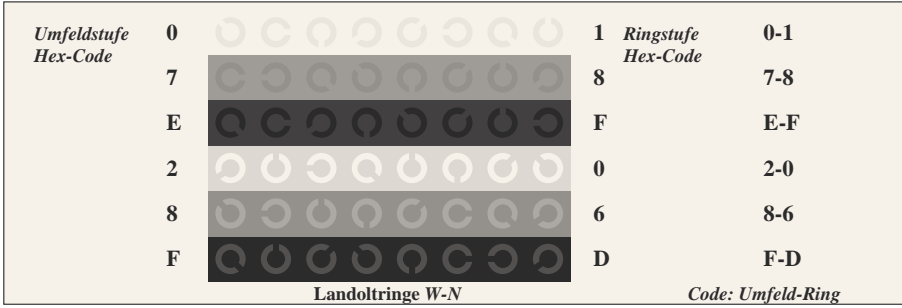 Umfeldstufe 0 1 Ringstufe 0-1
Hex-Code Hex-Code
7 8 7-8
E F E-F
2 0 2-0
8 6 8-6
F D F-D
Landoltringe W-N Code: Umfeld-Ring